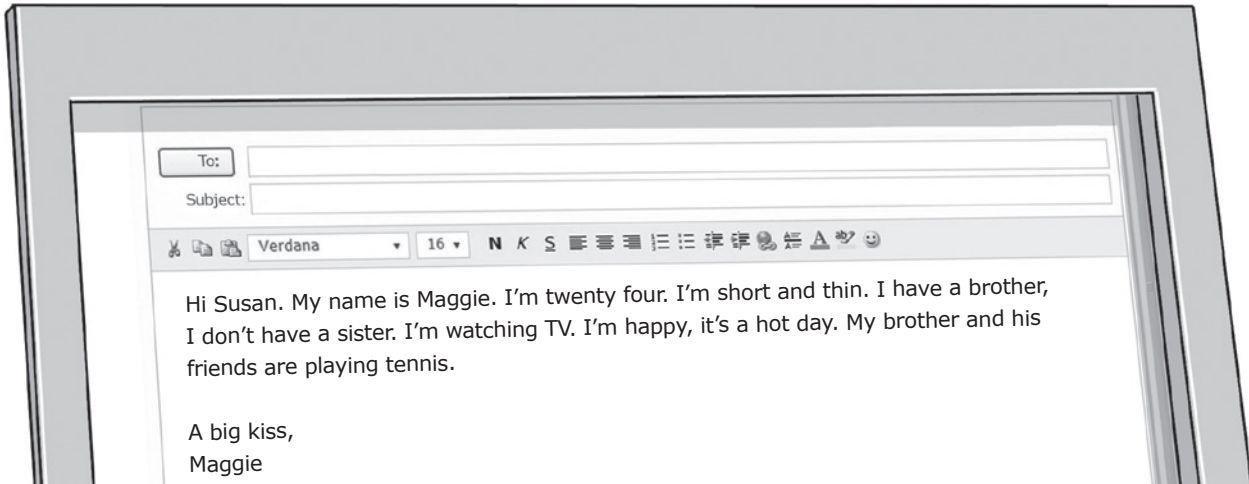 To:
Subject:
Verdana 16 N K S
Hi Susan. My name is Maggie. I’m twenty four. I’m short and thin. I have a brother,
I don’t have a sister. I’m watching TV. I’m happy, it’s a hot day. My brother and his
friends are playing tennis.
A big kiss,
Maggie